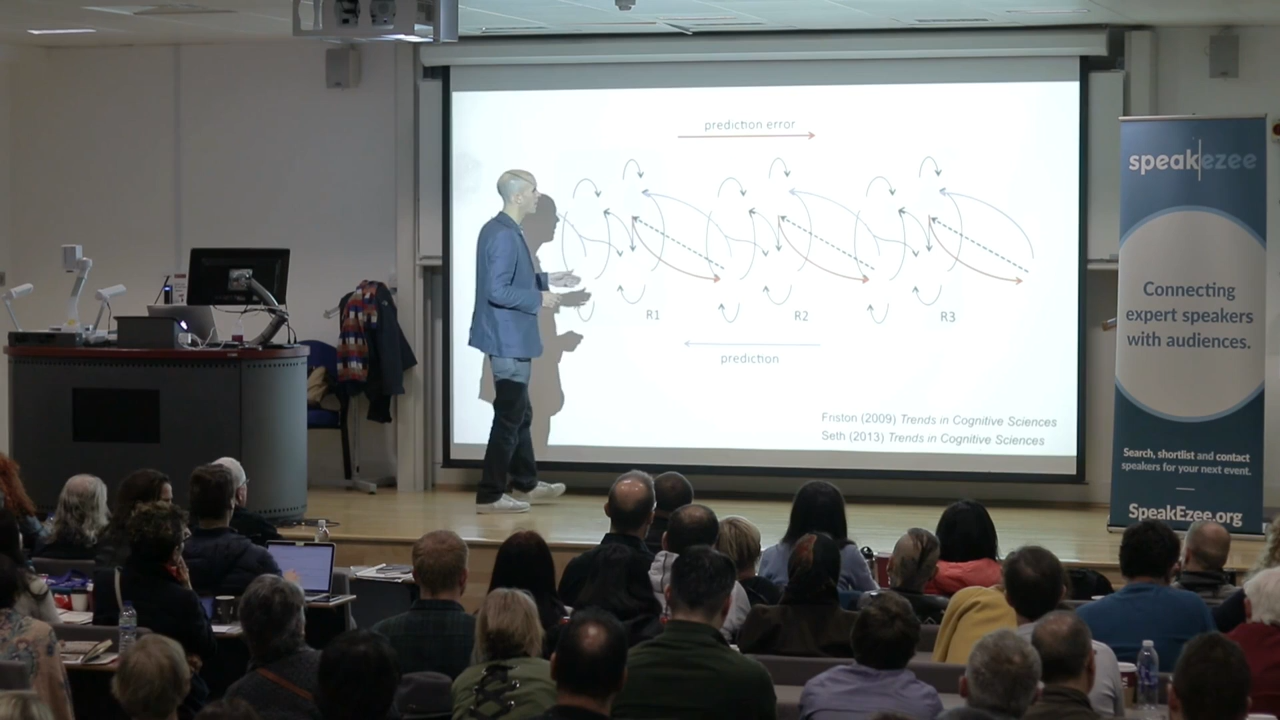 prediction error
R1
R2
R3
prediction
Friston (2009) Trends in Cognitive Sciences
Seth (2013) Trends in Cognitive Sciences
speakezee
Connecting
expert speakers
with audiences.
Search, shortlist and contact
speakers for your next event.
SpeakEzee.org